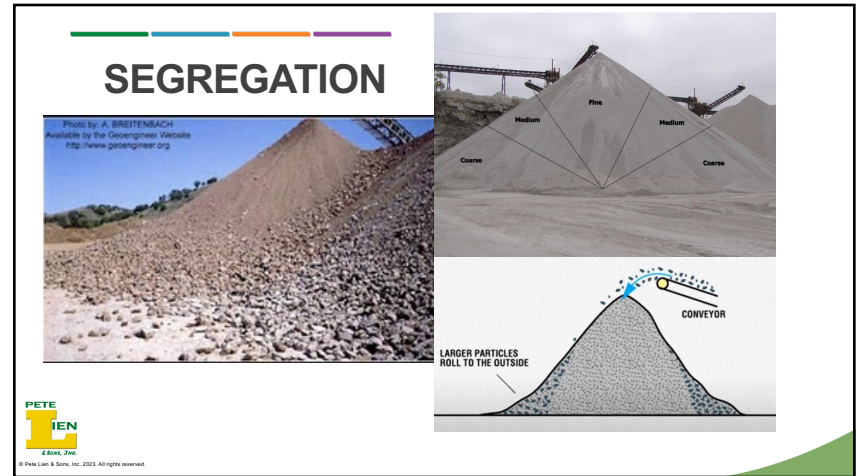 SEGREGATION
Photo by: A. BREITENBACH
Available by the Geoengineer Website
http://www.geoengineer.org
Fine
Medium
Medium
Coarse
Coarse
CONVEYOR
LARGER PARTICLES
ROLL TO THE OUTSIDE
PETE
LIEN
& Sons, Inc.
© Pete Lien & Sons, Inc. 2023. All rights reserved.